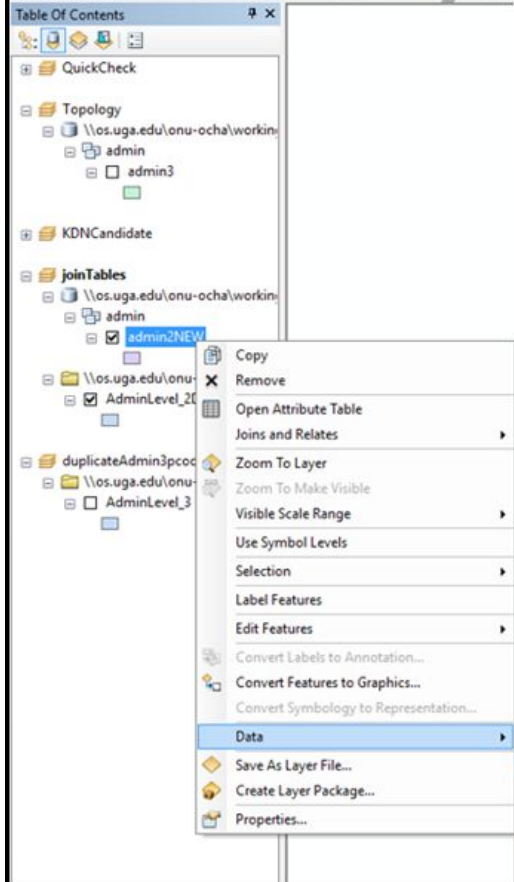 Table Of Contents
QuickCheck
Topology
\\os.uga.edu\onu-ocha\working
admin
admin3
KDNCandidate
joinTables
\\os.uga.edu\onu-ocha\working
admin
admin2NEW
\\os.uga.edu\onu-
AdminLevel_2
duplicateAdmin3pcod
\\os.uga.edu\onu-
AdminLevel_3
Copy
Remove
Open Attribute Table
Joins and Relates
Zoom To Layer
Zoom To Make Visible
Visible Scale Range
Use Symbol Levels
Selection
Label Features
Edit Features
Convert Labels to Annotation...
Convert Features to Graphics...
Convert Symbology to Representation...
Data
Save As Layer File...
Create Layer Package...
Properties...